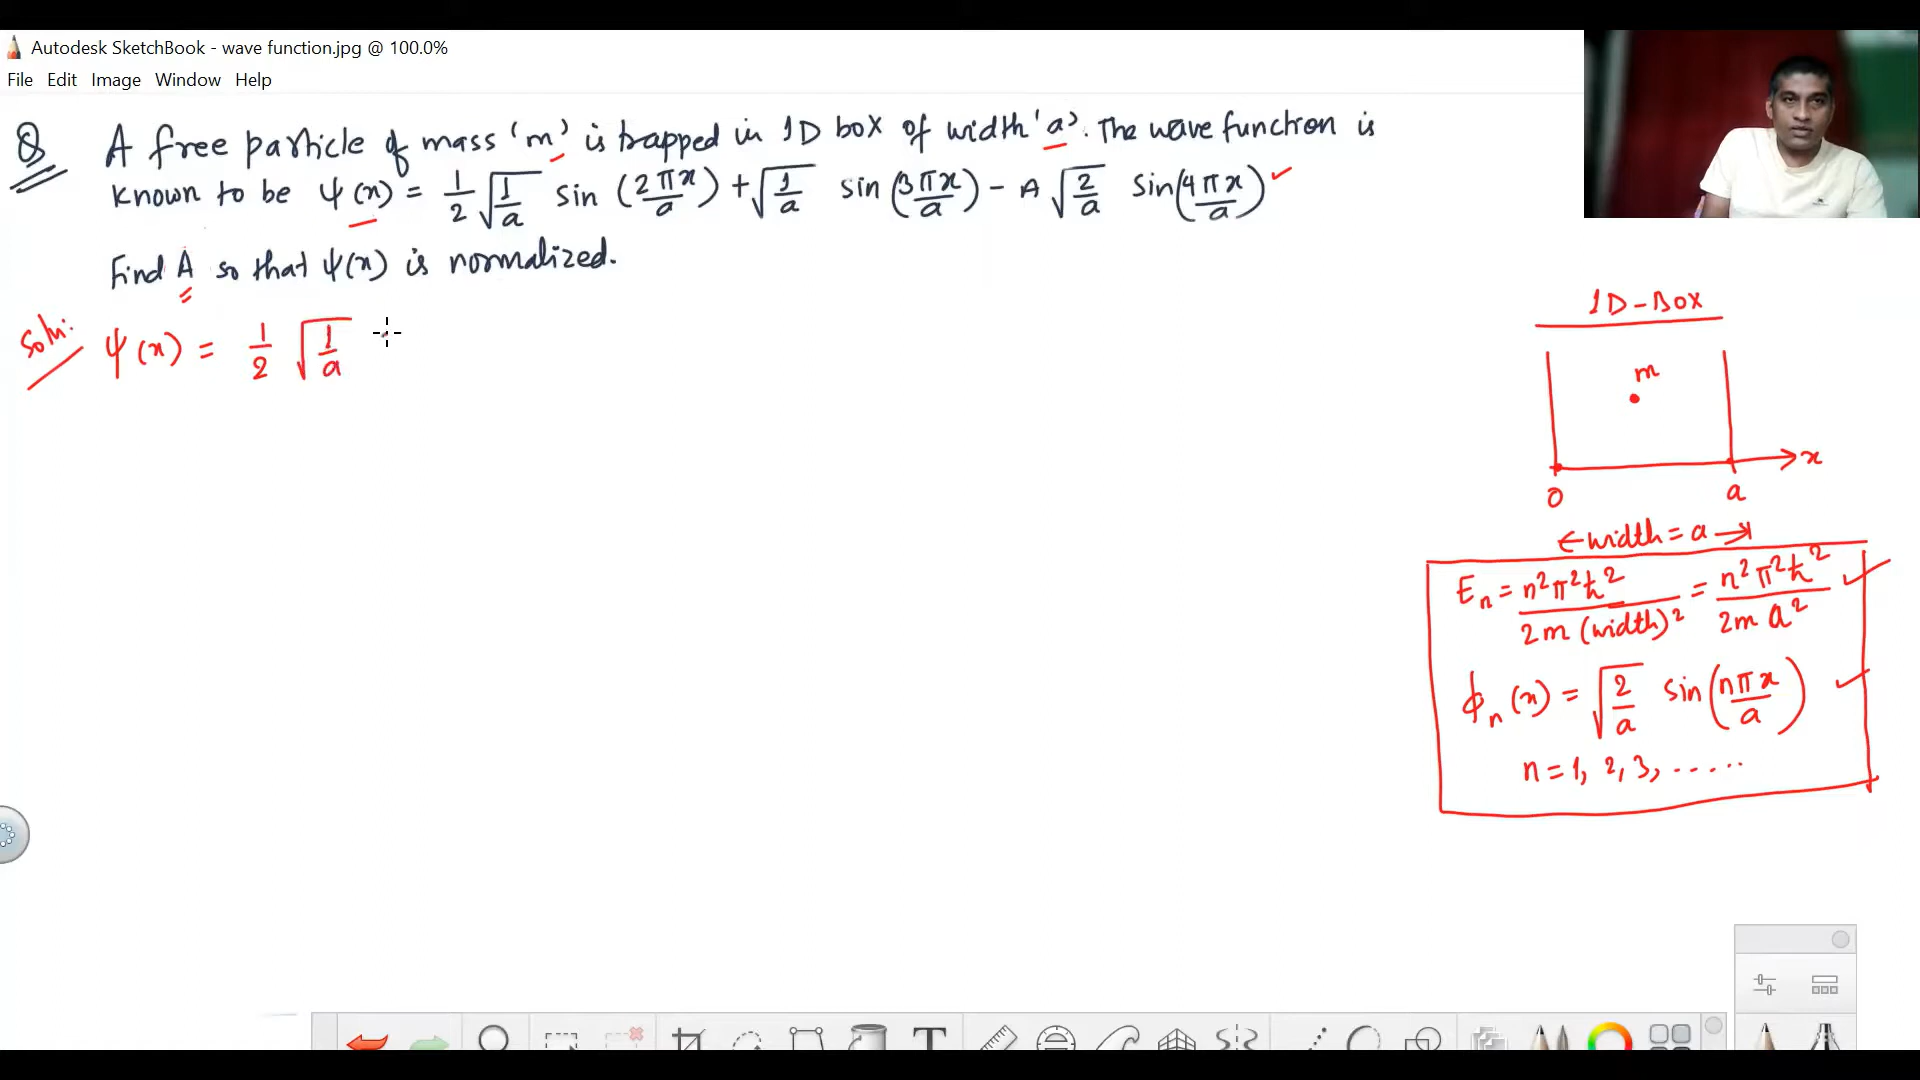 Autodesk SketchBook - wave function.jpg @ 100.0%
File Edit Image Window Help
Q A free particle of mass 'm' is trapped in 1D box of width 'a'. The wave function is
known to be ψ(x) = 1/2 √(1/a) sin (2πx/a) + √(1/a) sin (3πx/a) - A √(2/a) sin(4πx/a) ✓
Find A so that ψ(x) is normalized.
Soln: ψ(x) = 1/2 √(1/a)
1D-Box
m
x
0 a
← width = a →
Eₙ = n²π²ħ²/2m (width)² = n²π²ħ²/2m a² ✓
ϕₙ(x) = √(2/a) sin(nπx/a) ✓
n = 1, 2, 3, ......
T